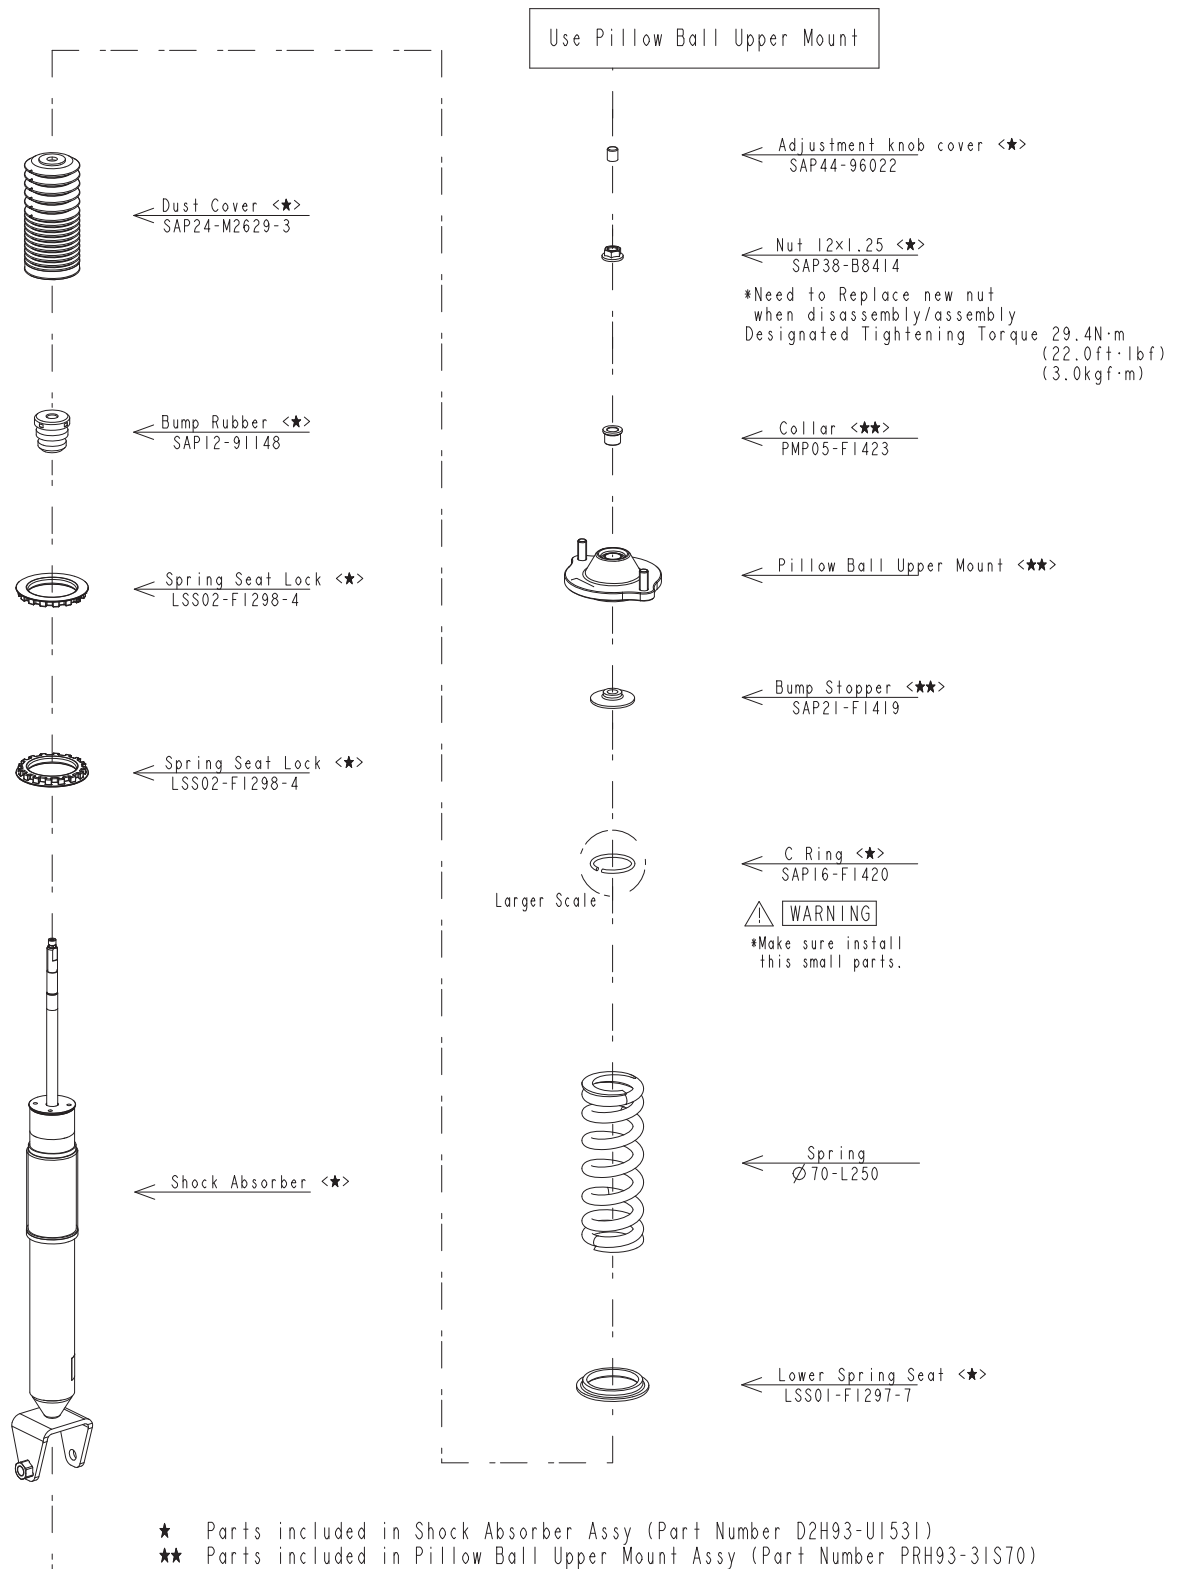 Use Pillow Ball Upper Mount
Dust Cover <★>
SAP24-M2629-3
Bump Rubber <★>
SAP12-91148
Spring Seat Lock <★>
LSS02-F1298-4
Spring Seat Lock <★>
LSS02-F1298-4
Shock Absorber <★>
Adjustment knob cover <★>
SAP44-96022
Nut 12×1.25 <★>
SAP38-B8414
*Need to Replace new nut
when disassembly/assembly
Designated Tightening Torque 29.4N·m
(22.0ft·lbf)
(3.0kgf·m)
Collar <★★>
PMP05-F1423
Pillow Ball Upper Mount <★★>
Bump Stopper <★★>
SAP21-F1419
C Ring <★>
SAP16-F1420
Larger Scale
WARNING
*Make sure install
this small parts.
Spring
Ø70-L250
Lower Spring Seat <★>
LSS01-F1297-7
★ Parts included in Shock Absorber Assy (Part Number D2H93-U1531)
★★ Parts included in Pillow Ball Upper Mount Assy (Part Number PRH93-31S70)